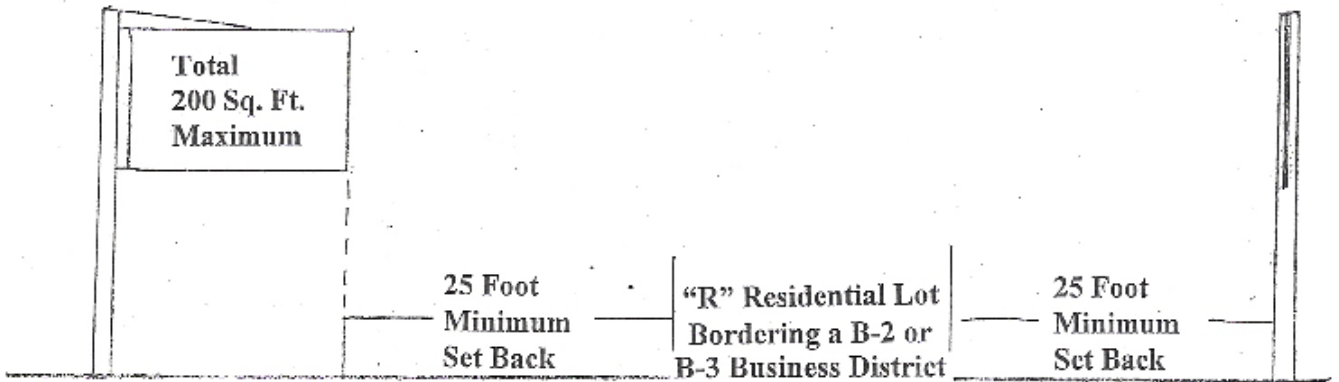 Total
200 Sq. Ft.
Maximum
25 Foot
Minimum
Set Back
“R” Residential Lot
Bordering a B-2 or
B-3 Business District
25 Foot
Minimum
Set Back